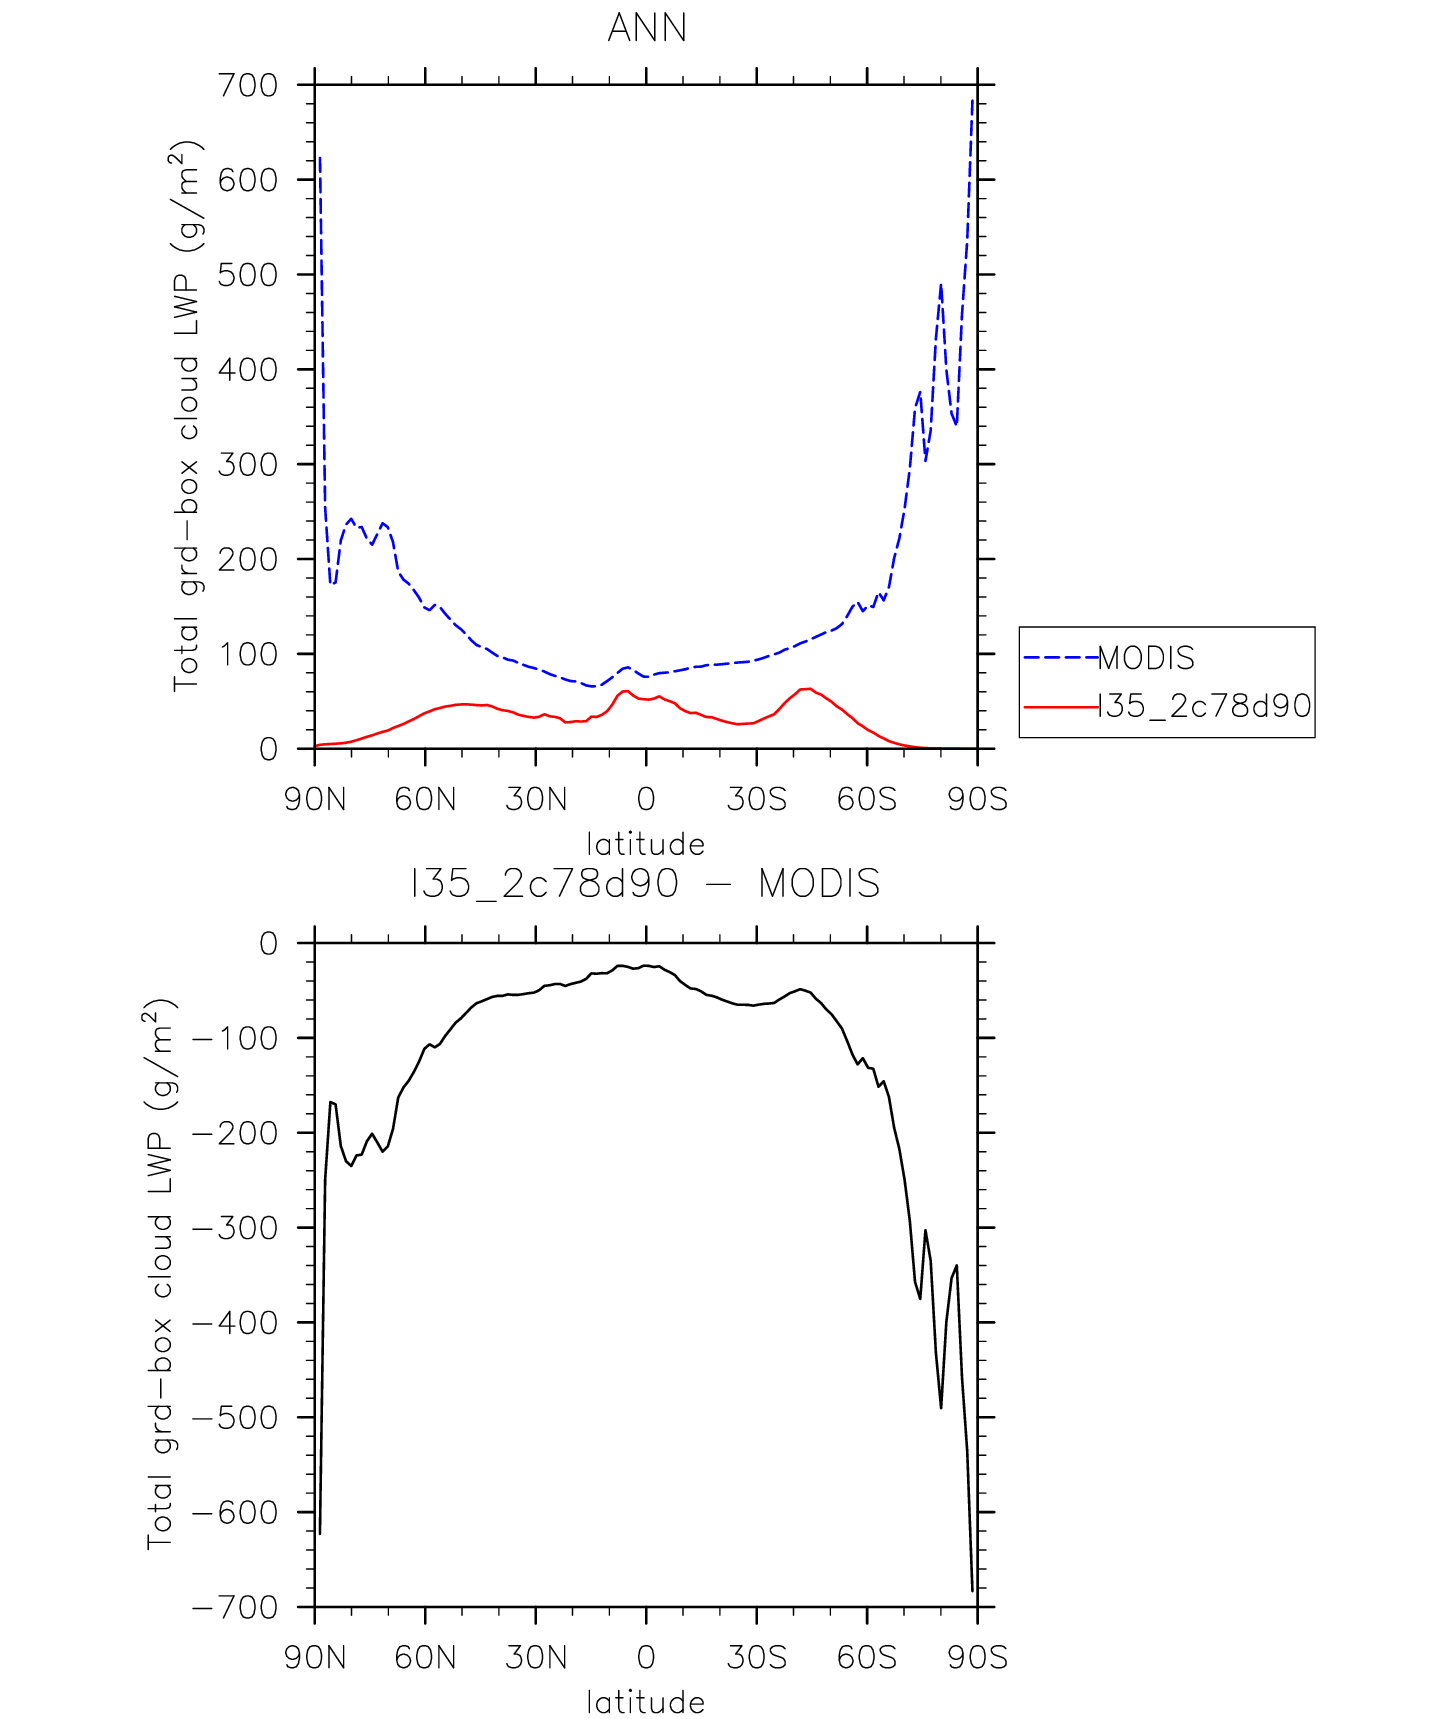 ANN
Total grd-box cloud LWP (g/m²)
700
600
500
400
300
200
100
0
90N 60N 30N 0 30S 60S 90S
latitude
MODIS
I35_2c78d90
I35_2c78d90 - MODIS
Total grd-box cloud LWP (g/m²)
0
-100
-200
-300
-400
-500
-600
-700
90N 60N 30N 0 30S 60S 90S
latitude